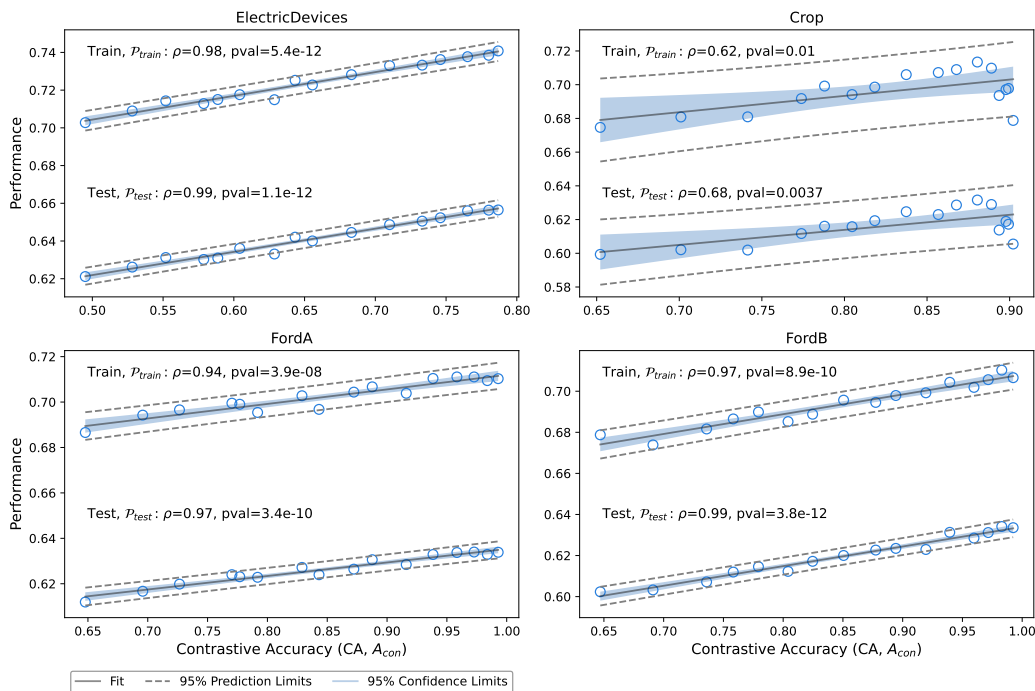 ElectricDevices
Train, 𝒫train : ρ=0.98, pval=5.4e-12
Test, 𝒫test : ρ=0.99, pval=1.1e-12
0.74
0.72
0.70
0.68
0.66
0.64
0.62
Performance
0.50 0.55 0.60 0.65 0.70 0.75 0.80
Crop
Train, 𝒫train : ρ=0.62, pval=0.01
Test, 𝒫test : ρ=0.68, pval=0.0037
0.72
0.70
0.68
0.66
0.64
0.62
0.60
0.58
0.65 0.70 0.75 0.80 0.85 0.90
FordA
Train, 𝒫train : ρ=0.94, pval=3.9e-08
Test, 𝒫test : ρ=0.97, pval=3.4e-10
0.72
0.70
0.68
0.66
0.64
0.62
Performance
0.65 0.70 0.75 0.80 0.85 0.90 0.95 1.00
Contrastive Accuracy (CA, Acon)
FordB
Train, 𝒫train : ρ=0.97, pval=8.9e-10
Test, 𝒫test : ρ=0.99, pval=3.8e-12
0.70
0.68
0.66
0.64
0.62
0.60
0.65 0.70 0.75 0.80 0.85 0.90 0.95 1.00
Contrastive Accuracy (CA, Acon)
Fit 95% Prediction Limits 95% Confidence Limits